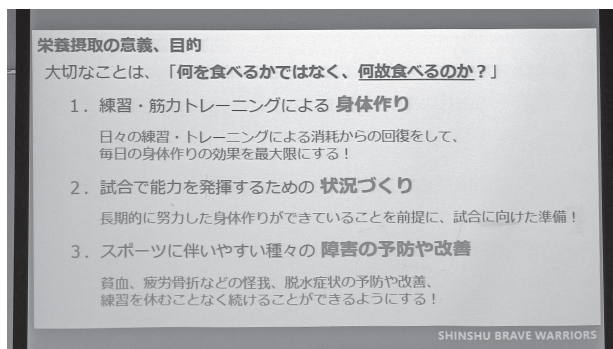 栄養摂取の意義、目的
大切なことは、「何を食べるかではなく、何故食べるのか？」
1．練習・筋力トレーニングによる 身体作り
日々の練習・トレーニングによる消耗からの回復をして、
毎日の身体作りの効果を最大限にする！
2．試合で能力を発揮するための 状況づくり
長期的に努力した身体作りができていることを前提に、試合に向けた準備！
3．スポーツに伴いやすい種々の 障害の予防や改善
貧血、疲労骨折などの怪我、脱水症状の予防や改善、
練習を休むことなく続けることができるようにする！
SHINSHU BRAVE WARRIORS